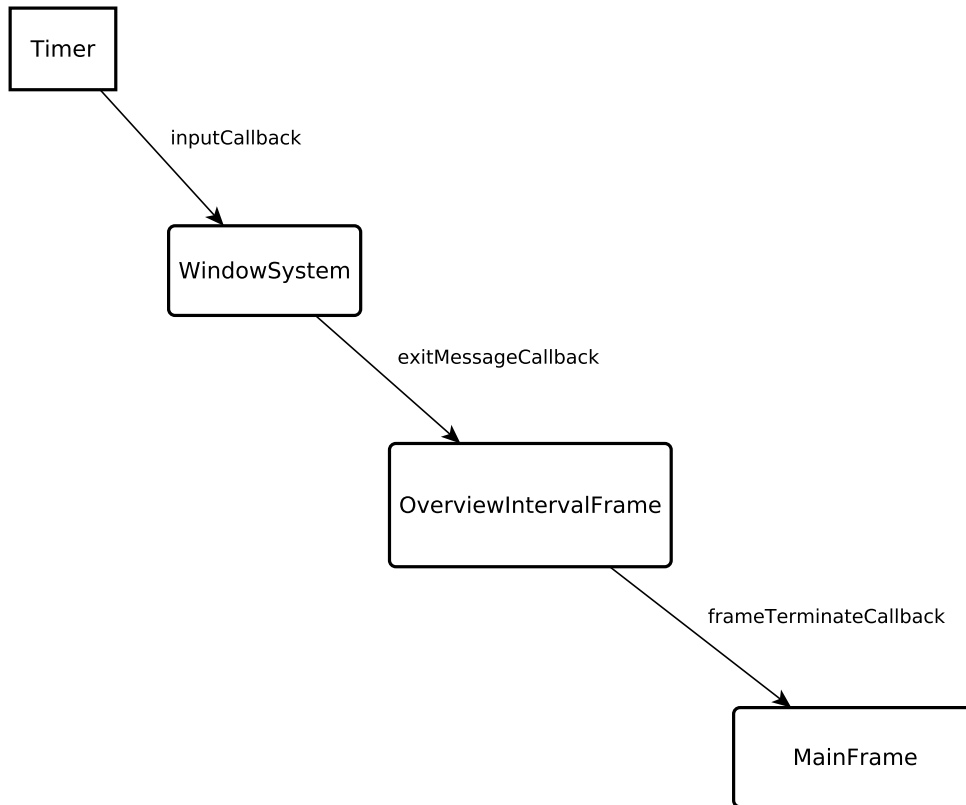 Timer
inputCallback
WindowSystem
exitMessageCallback
OverviewIntervalFrame
frameTerminateCallback
MainFrame